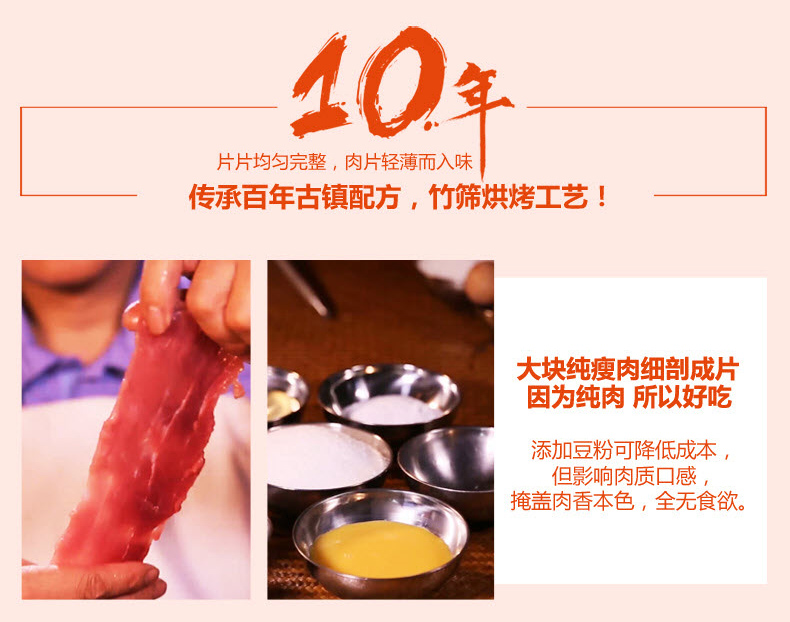 10年
片片均匀完整，肉片轻薄而入味
传承百年古镇配方，竹筛烘烤工艺！
大块纯瘦肉细剖成片
因为纯肉 所以好吃
添加豆粉可降低成本，
但影响肉质口感，
掩盖肉香本色，全无食欲。